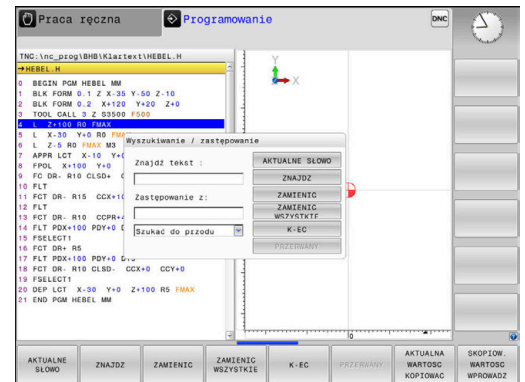 Praca ręczna
Programowanie
DNC
TNC:\nc_prog\BHB\Klartext\HEBEL.H
→HEBEL.H
0 BEGIN PGM HEBEL MM
1 BLK FORM 0.1 Z X-35 Y-50 Z-10
2 BLK FORM 0.2 X+120 Y+20 Z+0
3 TOOL CALL 3 Z S3500 F500
4 L Z+100 R0 FMAX
5 L X-30 Y+0 R0 FMA
6 L Z-5 R0 FMAX M3
7 APPR LCT X-10 Y+
8 FPOL X+100 Y+0
9 FC DR- R10 CLSD+
10 FLT
11 FCT DR- R15 CCX+10
12 FLT
13 FCT DR- R10 CCPR+
14 FLT PDX+100 PDY+0 D
15 FSELECT1
16 FCT DR+ R5
17 FLT PDX+100 PDY+0
18 FCT DR- R10 CLSD- CCX+0 CCY+0
19 FSELECT1
20 DEP LCT X-30 Y+0 Z+100 R5 FMAX
21 END PGM HEBEL MM
Y
X
0
Wyszukiwanie / zastępowanie
Znajdź tekst :
Zastępowanie z:
Szukać do przodu
AKTUALNE SŁOWO
ZNAJDZ
ZAMIENIC
ZAMIENIC
WSZYSTKIE
K-EC
PRZERWANY
AKTUALNE
SŁOWO
ZNAJDZ
ZAMIENIC
ZAMIENIC
WSZYSTKIE
K-EC
PRZERWANY
AKTUALNA
WARTOSC
KOPIOWAC
SKOPIOW.
WARTOSC
WPROWADZ